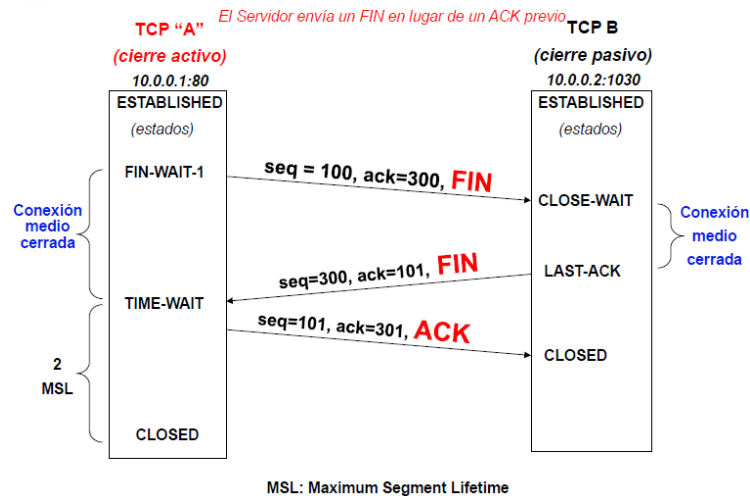 El Servidor envía un FIN en lugar de un ACK previo
TCP “A”
(cierre activo)
10.0.0.1:80
TCP B
(cierre pasivo)
10.0.0.2:1030
ESTABLISHED
(estados)
ESTABLISHED
(estados)
FIN-WAIT-1
seq = 100, ack=300, FIN
CLOSE-WAIT
Conexión
medio
cerrada
Conexión
medio
cerrada
seq=300, ack=101, FIN
LAST-ACK
TIME-WAIT
seq=101, ack=301, ACK
CLOSED
2
MSL
CLOSED
MSL: Maximum Segment Lifetime